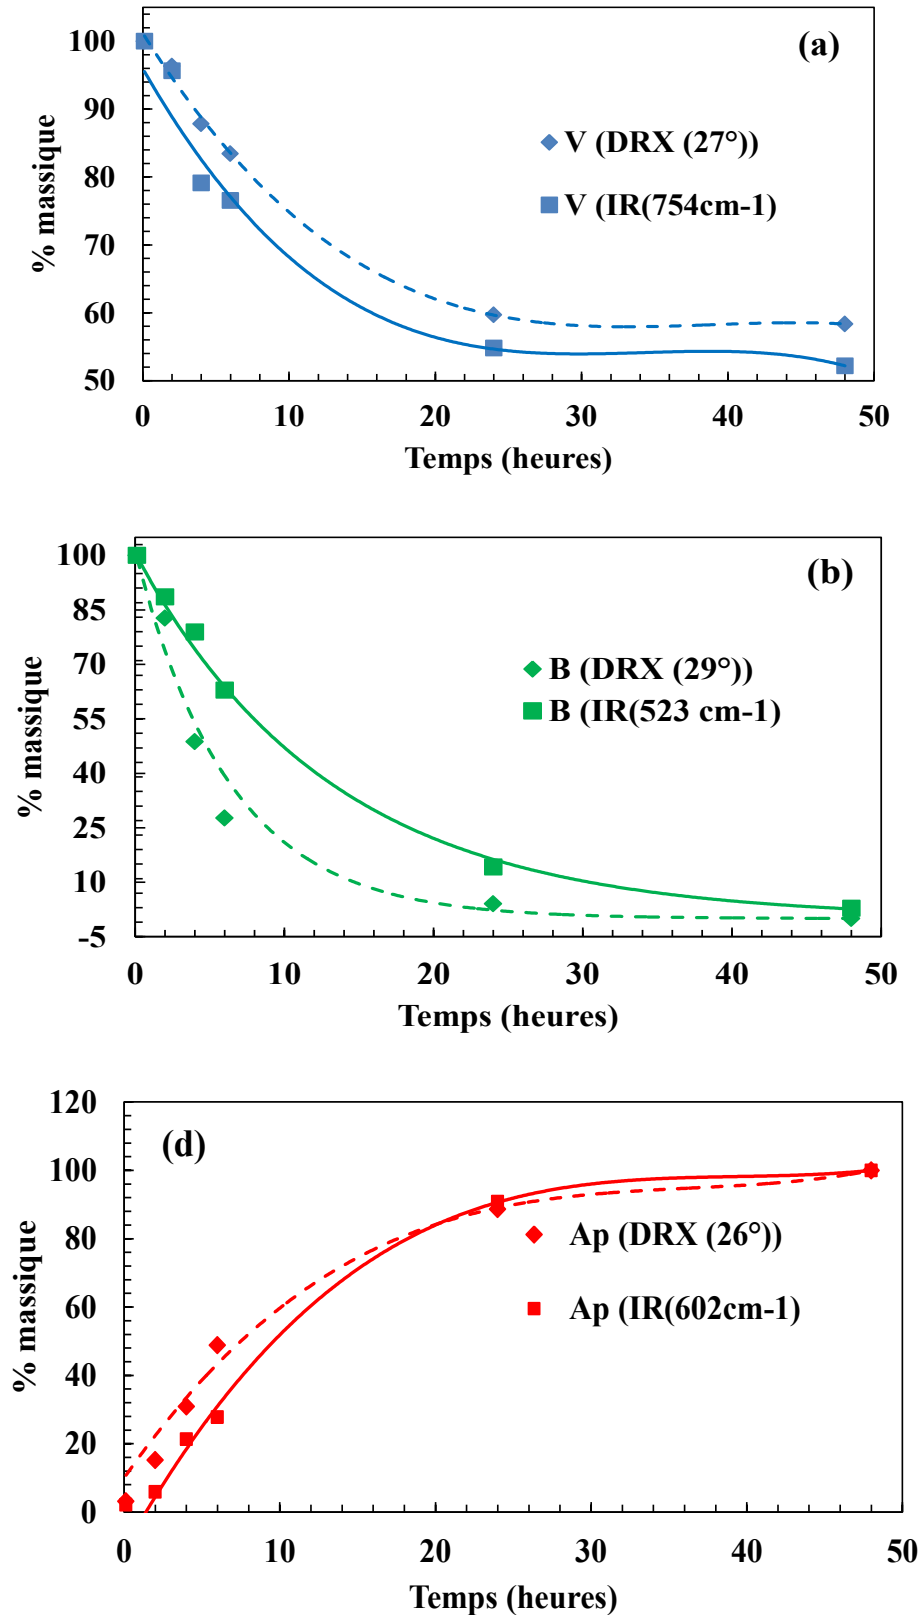 (a)
100
90
80
70
60
50
% massique
V (DRX (27°))
V (IR(754cm-1)
0 10 20 30 40 50
Temps (heures)
(b)
100
85
70
55
40
25
10
-5
% massique
B (DRX (29°))
B (IR(523 cm-1)
0 10 20 30 40 50
Temps (heures)
(d)
120
100
80
60
40
20
0
% massique
Ap (DRX (26°))
Ap (IR(602cm-1)
0 10 20 30 40 50
Temps (heures)